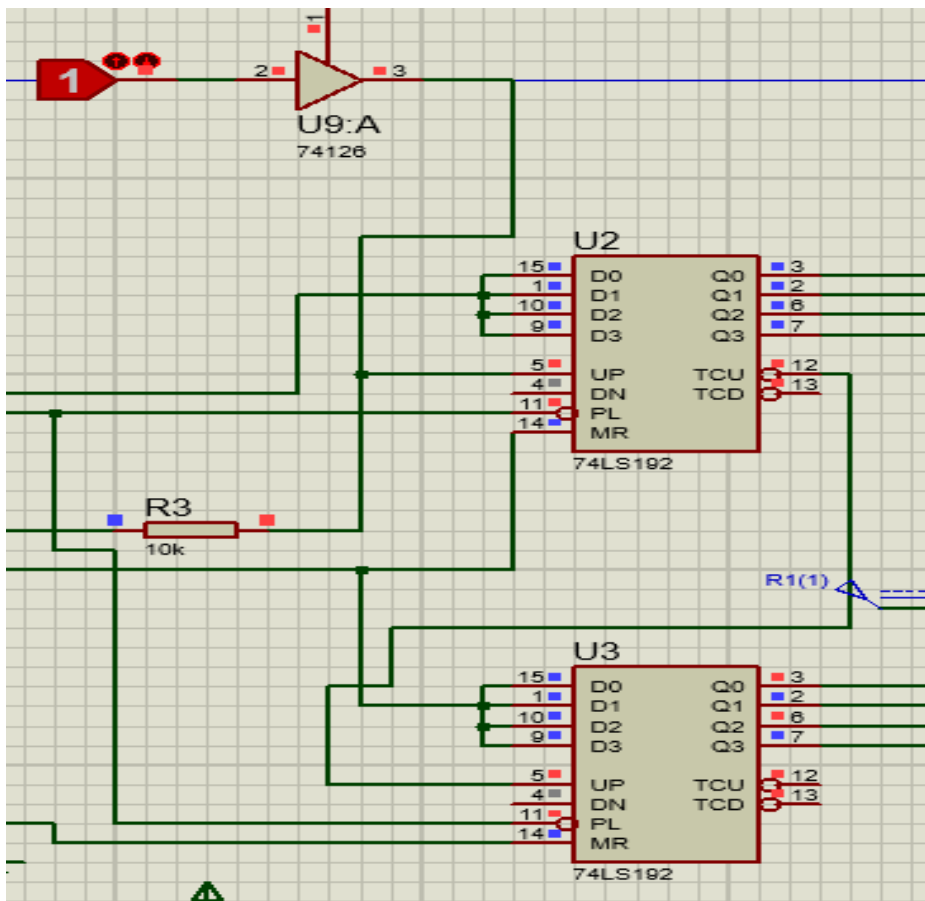 1
1
2
3
U9:A
74126
U2
15 D0 Q0 3
1 D1 Q1 2
10 D2 Q2 6
9 D3 Q3 7
5 UP TCU 12
4 DN TCD 13
11 PL
14 MR
74LS192
R3
10k
R1(1)
U3
15 D0 Q0 3
1 D1 Q1 2
10 D2 Q2 6
9 D3 Q3 7
5 UP TCU 12
4 DN TCD 13
11 PL
14 MR
74LS192